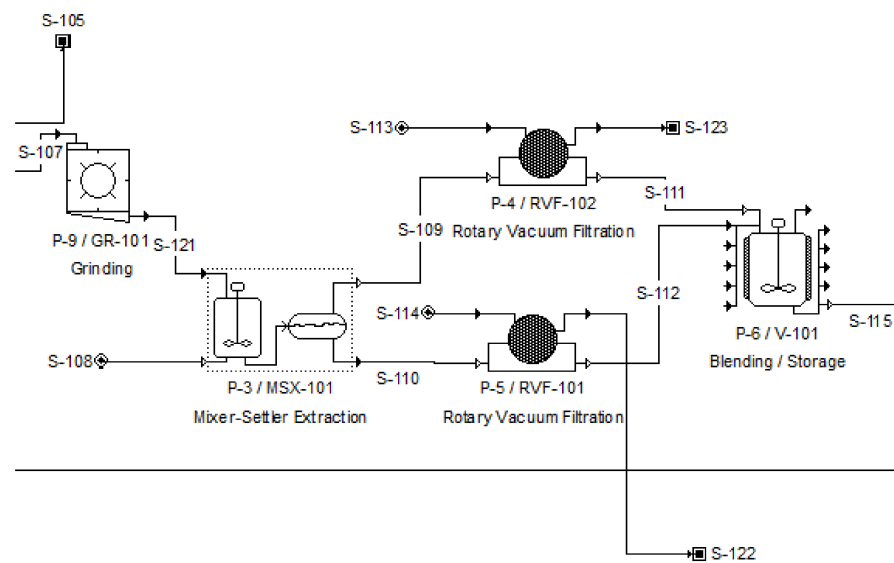 S-105
S-113
S-123
S-107
S-111
P-4 / RVF-102
Rotary Vacuum Filtration
S-109
P-9 / GR-101
Grinding
S-121
S-112
S-114
S-115
P-6 / V-101
Blending / Storage
S-108
S-110
P-3 / MSX-101
Mixer-Settler Extraction
P-5 / RVF-101
Rotary Vacuum Filtration
S-122